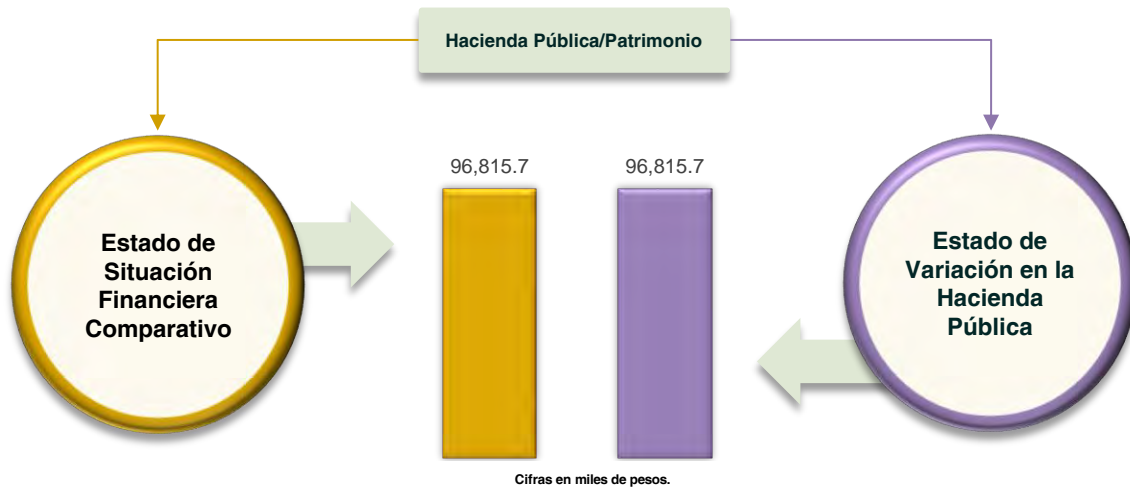 Hacienda Pública/Patrimonio
96,815.7
96,815.7
Estado de
Situación
Financiera
Comparativo
Estado de
Variación en la
Hacienda
Pública
Cifras en miles de pesos.